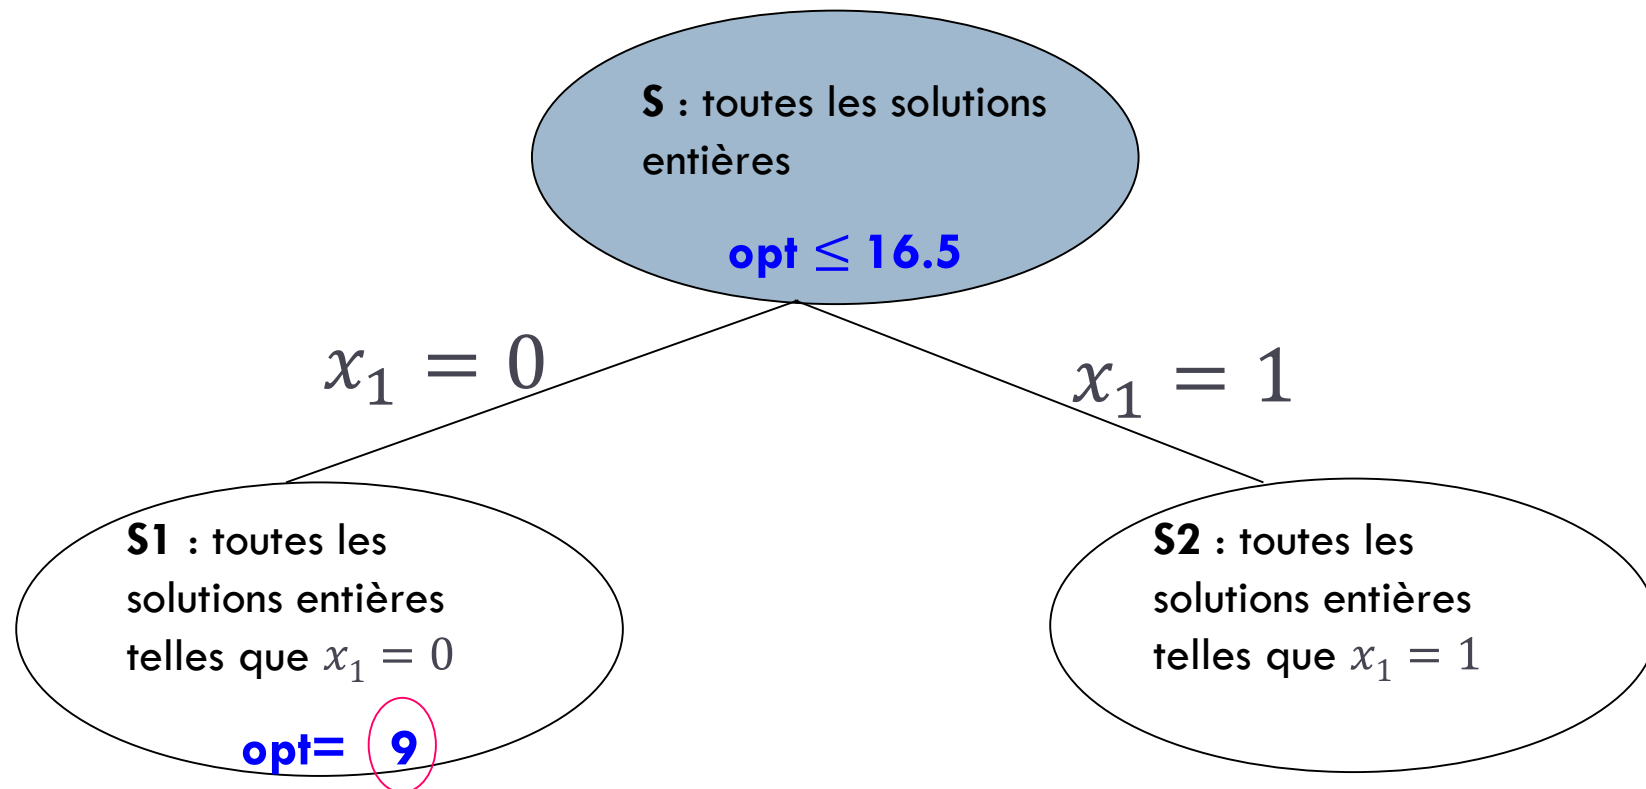 S : toutes les solutions
entières
opt ≤ 16.5
x₁ = 0
x₁ = 1
S1 : toutes les
solutions entières
telles que x₁ = 0
opt= 9
S2 : toutes les
solutions entières
telles que x₁ = 1